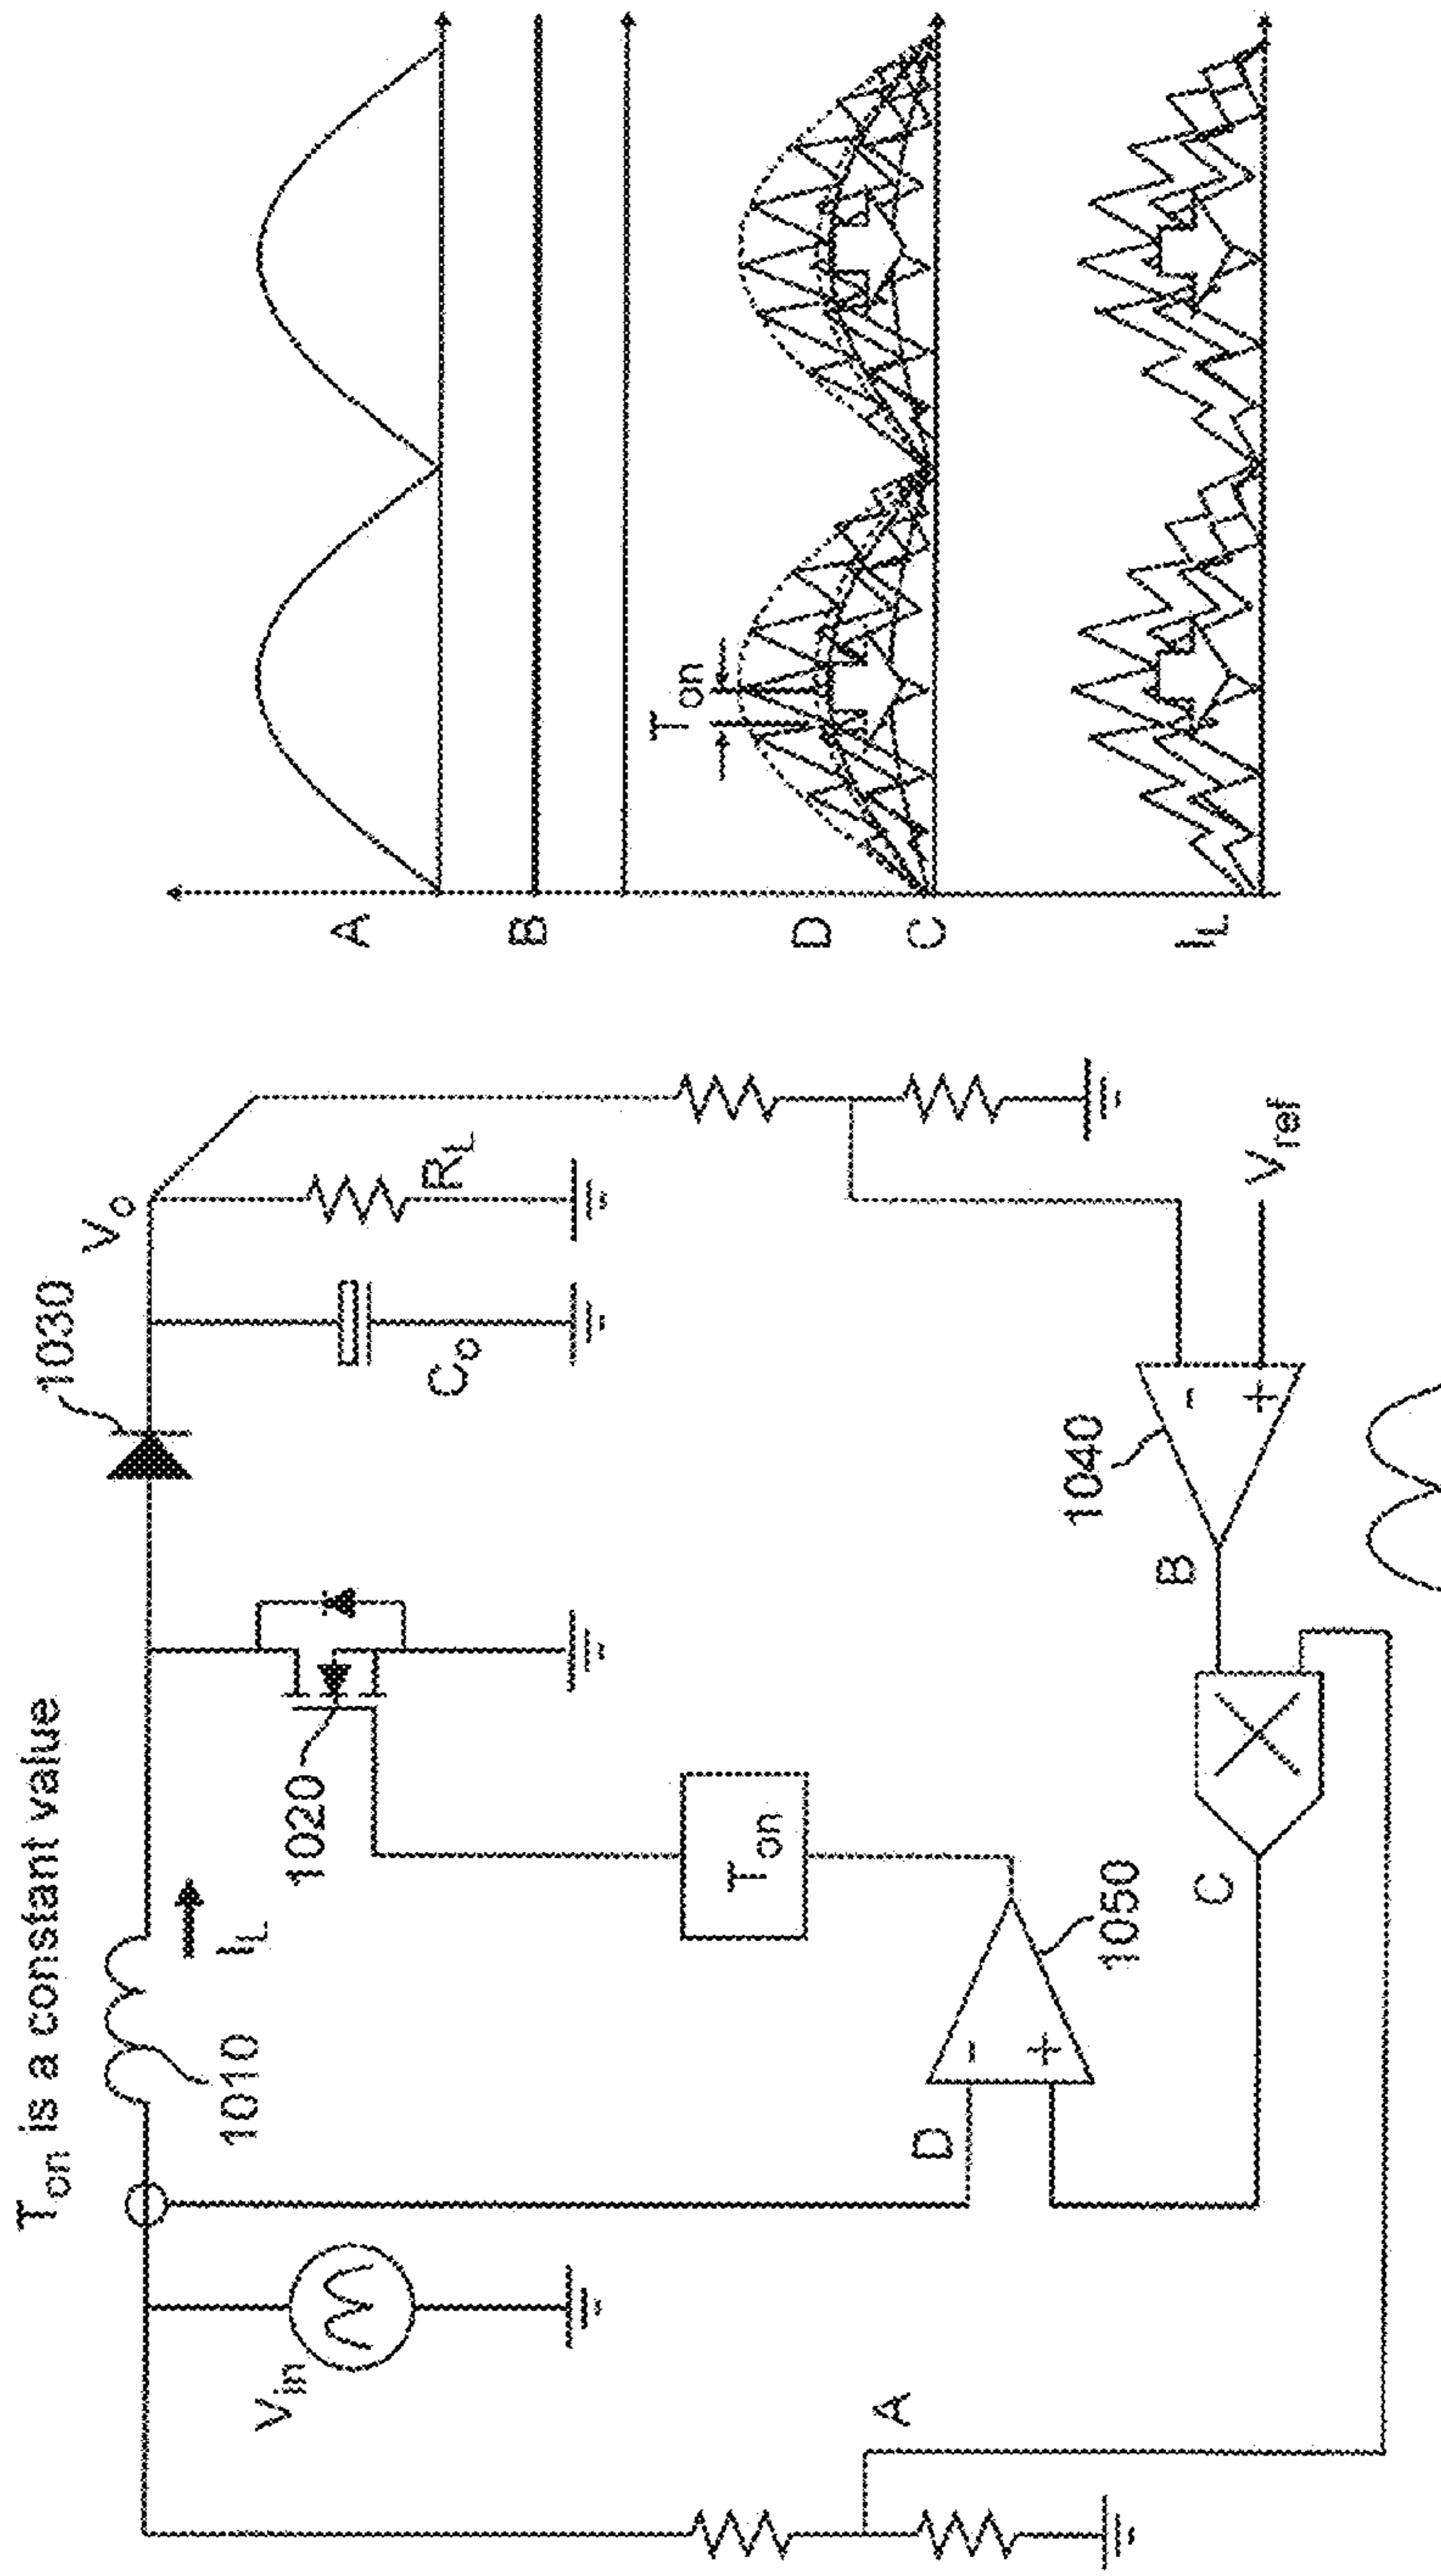 T_on is a constant value
1010
I_L
1020
1030
V_o
C_o
R_L
V_in
T_on
A
D
-
+
1050
C
B
1040
-
+
V_ref
A
B
T_on
D
C
I_L